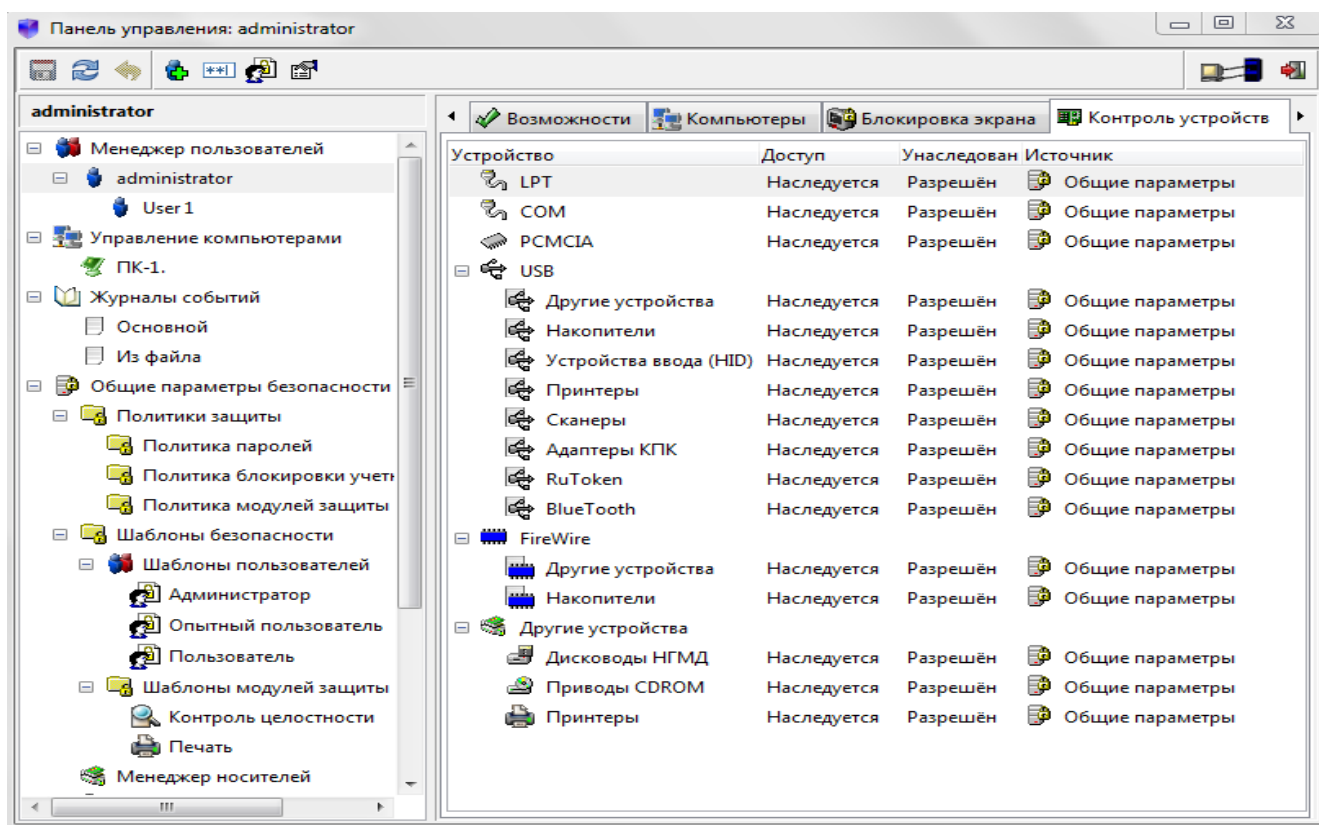 Панель управления: administrator
administrator
Менеджер пользователей
administrator
User 1
Управление компьютерами
ПК-1.
Журналы событий
Основной
Из файла
Общие параметры безопасности
Политики защиты
Политика паролей
Политика блокировки учетн
Политика модулей защиты
Шаблоны безопасности
Шаблоны пользователей
Администратор
Опытный пользователь
Пользователь
Шаблоны модулей защиты
Контроль целостности
Печать
Менеджер носителей
Возможности Компьютеры Блокировка экрана Контроль устройств
Устройство Доступ Унаследован Источник
LPT Наследуется Разрешён Общие параметры
COM Наследуется Разрешён Общие параметры
PCMCIA Наследуется Разрешён Общие параметры
USB
Другие устройства Наследуется Разрешён Общие параметры
Накопители Наследуется Разрешён Общие параметры
Устройства ввода (HID) Наследуется Разрешён Общие параметры
Принтеры Наследуется Разрешён Общие параметры
Сканеры Наследуется Разрешён Общие параметры
Адаптеры КПК Наследуется Разрешён Общие параметры
RuToken Наследуется Разрешён Общие параметры
BlueTooth Наследуется Разрешён Общие параметры
FireWire
Другие устройства Наследуется Разрешён Общие параметры
Накопители Наследуется Разрешён Общие параметры
Другие устройства
Дисководы НГМД Наследуется Разрешён Общие параметры
Приводы CDROM Наследуется Разрешён Общие параметры
Принтеры Наследуется Разрешён Общие параметры